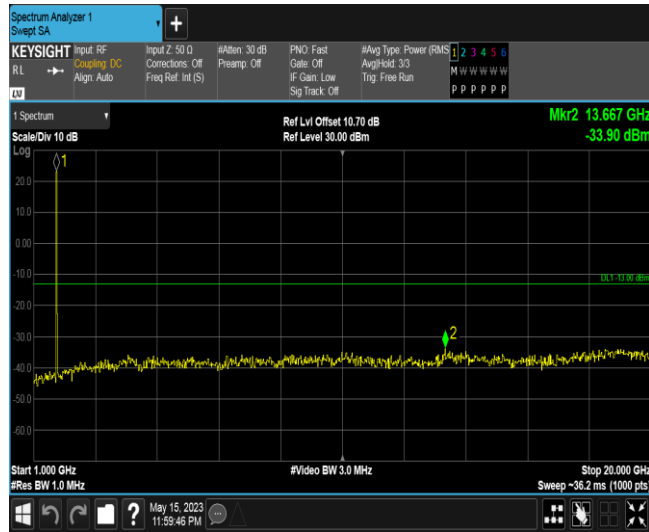 Spectrum Analyzer 1
Swept SA
+
KEYSIGHT Input: RF Input Z: 50 Ω #Atten: 30 dB PNO: Fast #Avg Type: Power (RMS 1 2 3 4 5 6
RL Coupling: DC Corrections: Off Preamp: Off Gate: Off Avg|Hold: 3/3 M W W W W W
Align: Auto Freq Ref: Int (S) IF Gain: Low Trig: Free Run
LXI Sig Track: Off P P P P P P
1 Spectrum Ref Lvl Offset 10.70 dB Mkr2 13.667 GHz
Scale/Div 10 dB Ref Level 30.00 dBm -33.90 dBm
Log
1
20.0
10.0
0.00
-10.0
DL1 -13.00 dBm
-20.0
-30.0
2
-40.0
-50.0
-60.0
Start 1.000 GHz #Video BW 3.0 MHz Stop 20.000 GHz
#Res BW 1.0 MHz Sweep ~36.2 ms (1000 pts)
? May 15, 2023
11:59:46 PM